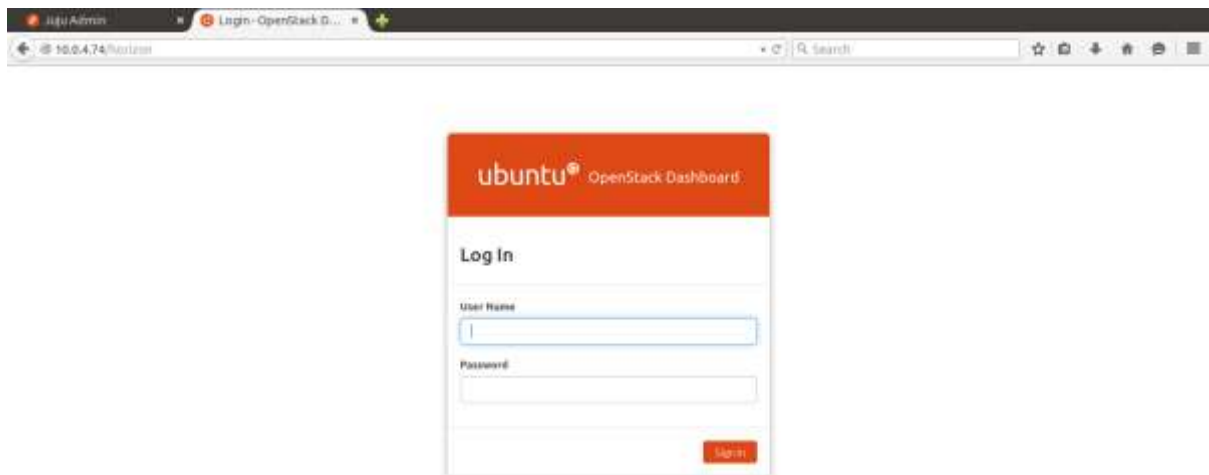 Juju Admin
Login - OpenStack D...
10.0.4.74/horizon
Search
ubuntu® OpenStack Dashboard
Log In
User Name
Password
Sign In